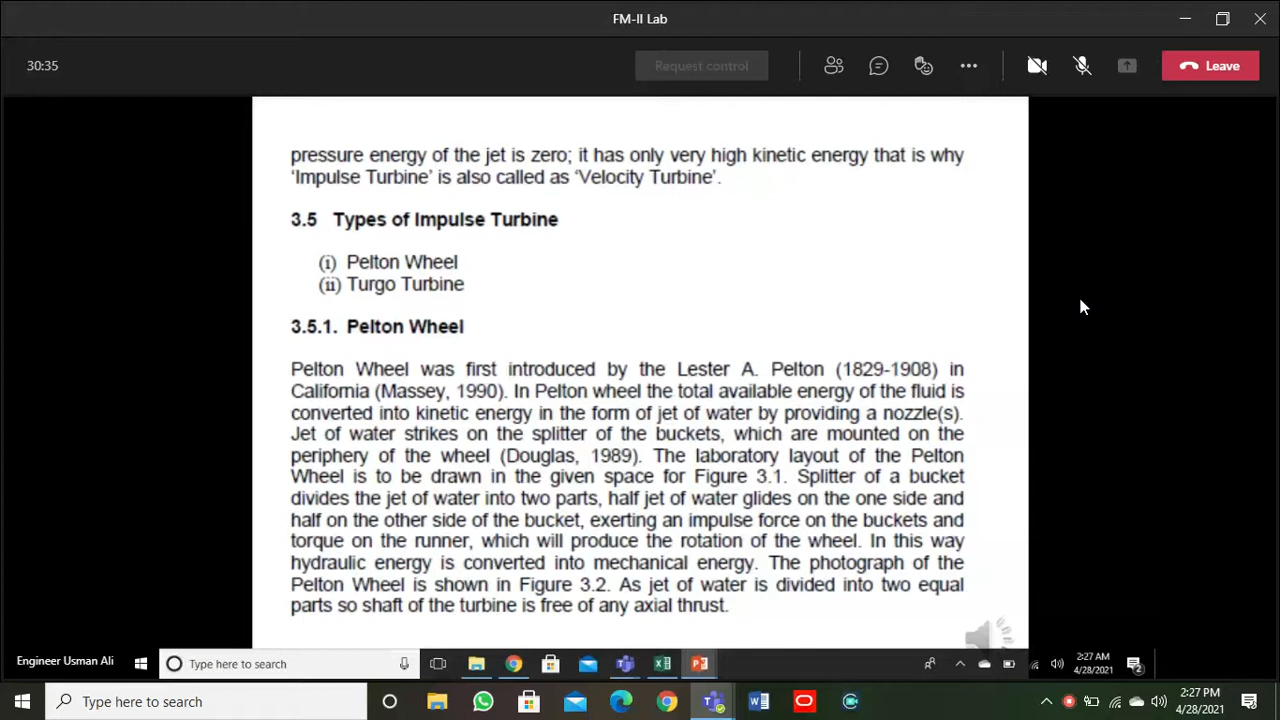 FM-II Lab
30:35
Request control
Leave
pressure energy of the jet is zero; it has only very high kinetic energy that is why
‘Impulse Turbine’ is also called as ‘Velocity Turbine’.
3.5 Types of Impulse Turbine
(i) Pelton Wheel
(ii) Turgo Turbine
3.5.1. Pelton Wheel
Pelton Wheel was first introduced by the Lester A. Pelton (1829-1908) in
California (Massey, 1990). In Pelton wheel the total available energy of the fluid is
converted into kinetic energy in the form of jet of water by providing a nozzle(s).
Jet of water strikes on the splitter of the buckets, which are mounted on the
periphery of the wheel (Douglas, 1989). The laboratory layout of the Pelton
Wheel is to be drawn in the given space for Figure 3.1. Splitter of a bucket
divides the jet of water into two parts, half jet of water glides on the one side and
half on the other side of the bucket, exerting an impulse force on the buckets and
torque on the runner, which will produce the rotation of the wheel. In this way
hydraulic energy is converted into mechanical energy. The photograph of the
Pelton Wheel is shown in Figure 3.2. As jet of water is divided into two equal
parts so shaft of the turbine is free of any axial thrust.
Engineer Usman Ali
Type here to search
2:27 AM
4/28/2021
2
Type here to search
2:27 PM
4/28/2021